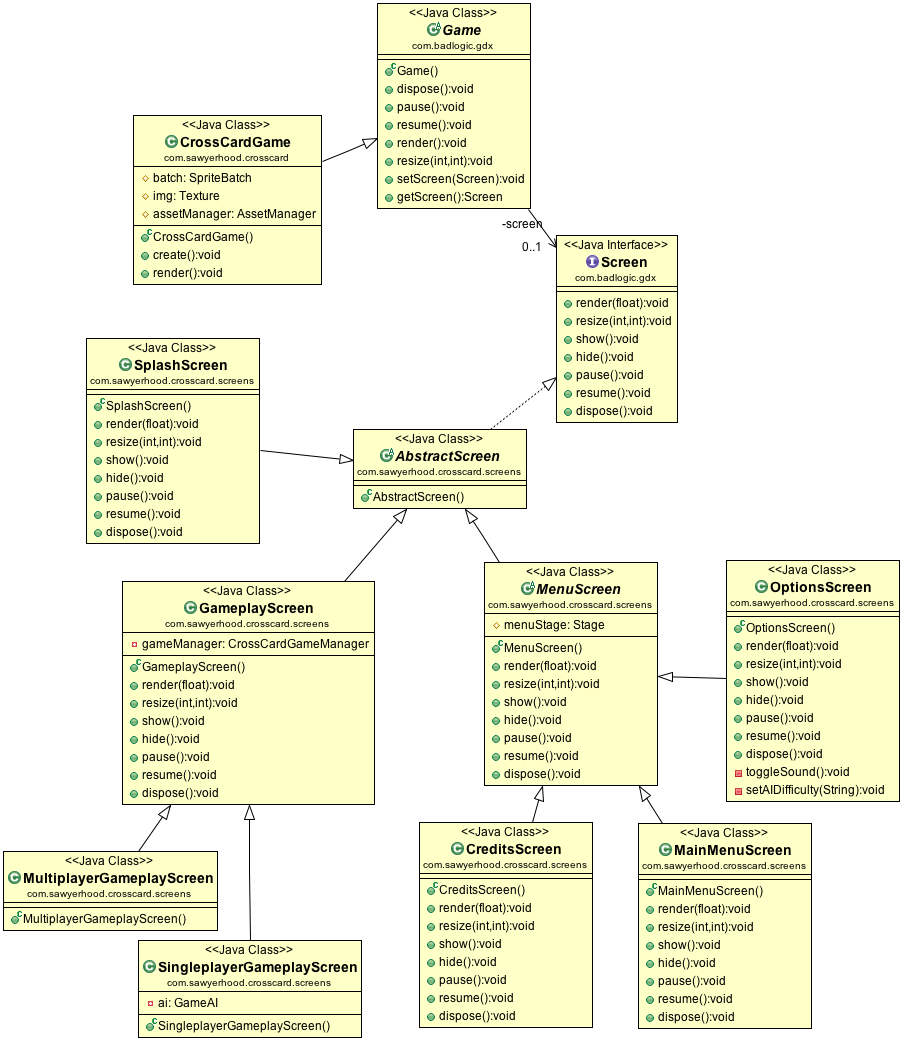 <<Java Class>>
Game
com.badlogic.gdx
Game()
dispose():void
pause():void
resume():void
render():void
resize(int,int):void
setScreen(Screen):void
getScreen():Screen
<<Java Class>>
CrossCardGame
com.sawyerhood.crosscard
batch: SpriteBatch
img: Texture
assetManager: AssetManager
CrossCardGame()
create():void
render():void
-screen
0..1
<<Java Interface>>
Screen
com.badlogic.gdx
render(float):void
resize(int,int):void
show():void
hide():void
pause():void
resume():void
dispose():void
<<Java Class>>
SplashScreen
com.sawyerhood.crosscard.screens
SplashScreen()
render(float):void
resize(int,int):void
show():void
hide():void
pause():void
resume():void
dispose():void
<<Java Class>>
AbstractScreen
com.sawyerhood.crosscard.screens
AbstractScreen()
<<Java Class>>
GameplayScreen
com.sawyerhood.crosscard.screens
gameManager: CrossCardGameManager
GameplayScreen()
render(float):void
resize(int,int):void
show():void
hide():void
pause():void
resume():void
dispose():void
<<Java Class>>
MenuScreen
com.sawyerhood.crosscard.screens
menuStage: Stage
MenuScreen()
render(float):void
resize(int,int):void
show():void
hide():void
pause():void
resume():void
dispose():void
<<Java Class>>
OptionsScreen
com.sawyerhood.crosscard.screens
OptionsScreen()
render(float):void
resize(int,int):void
show():void
hide():void
pause():void
resume():void
dispose():void
toggleSound():void
setAIDifficulty(String):void
<<Java Class>>
MultiplayerGameplayScreen
com.sawyerhood.crosscard.screens
MultiplayerGameplayScreen()
<<Java Class>>
SingleplayerGameplayScreen
com.sawyerhood.crosscard.screens
ai: GameAI
SingleplayerGameplayScreen()
<<Java Class>>
CreditsScreen
com.sawyerhood.crosscard.screens
CreditsScreen()
render(float):void
resize(int,int):void
show():void
hide():void
pause():void
resume():void
dispose():void
<<Java Class>>
MainMenuScreen
com.sawyerhood.crosscard.screens
MainMenuScreen()
render(float):void
resize(int,int):void
show():void
hide():void
pause():void
resume():void
dispose():void